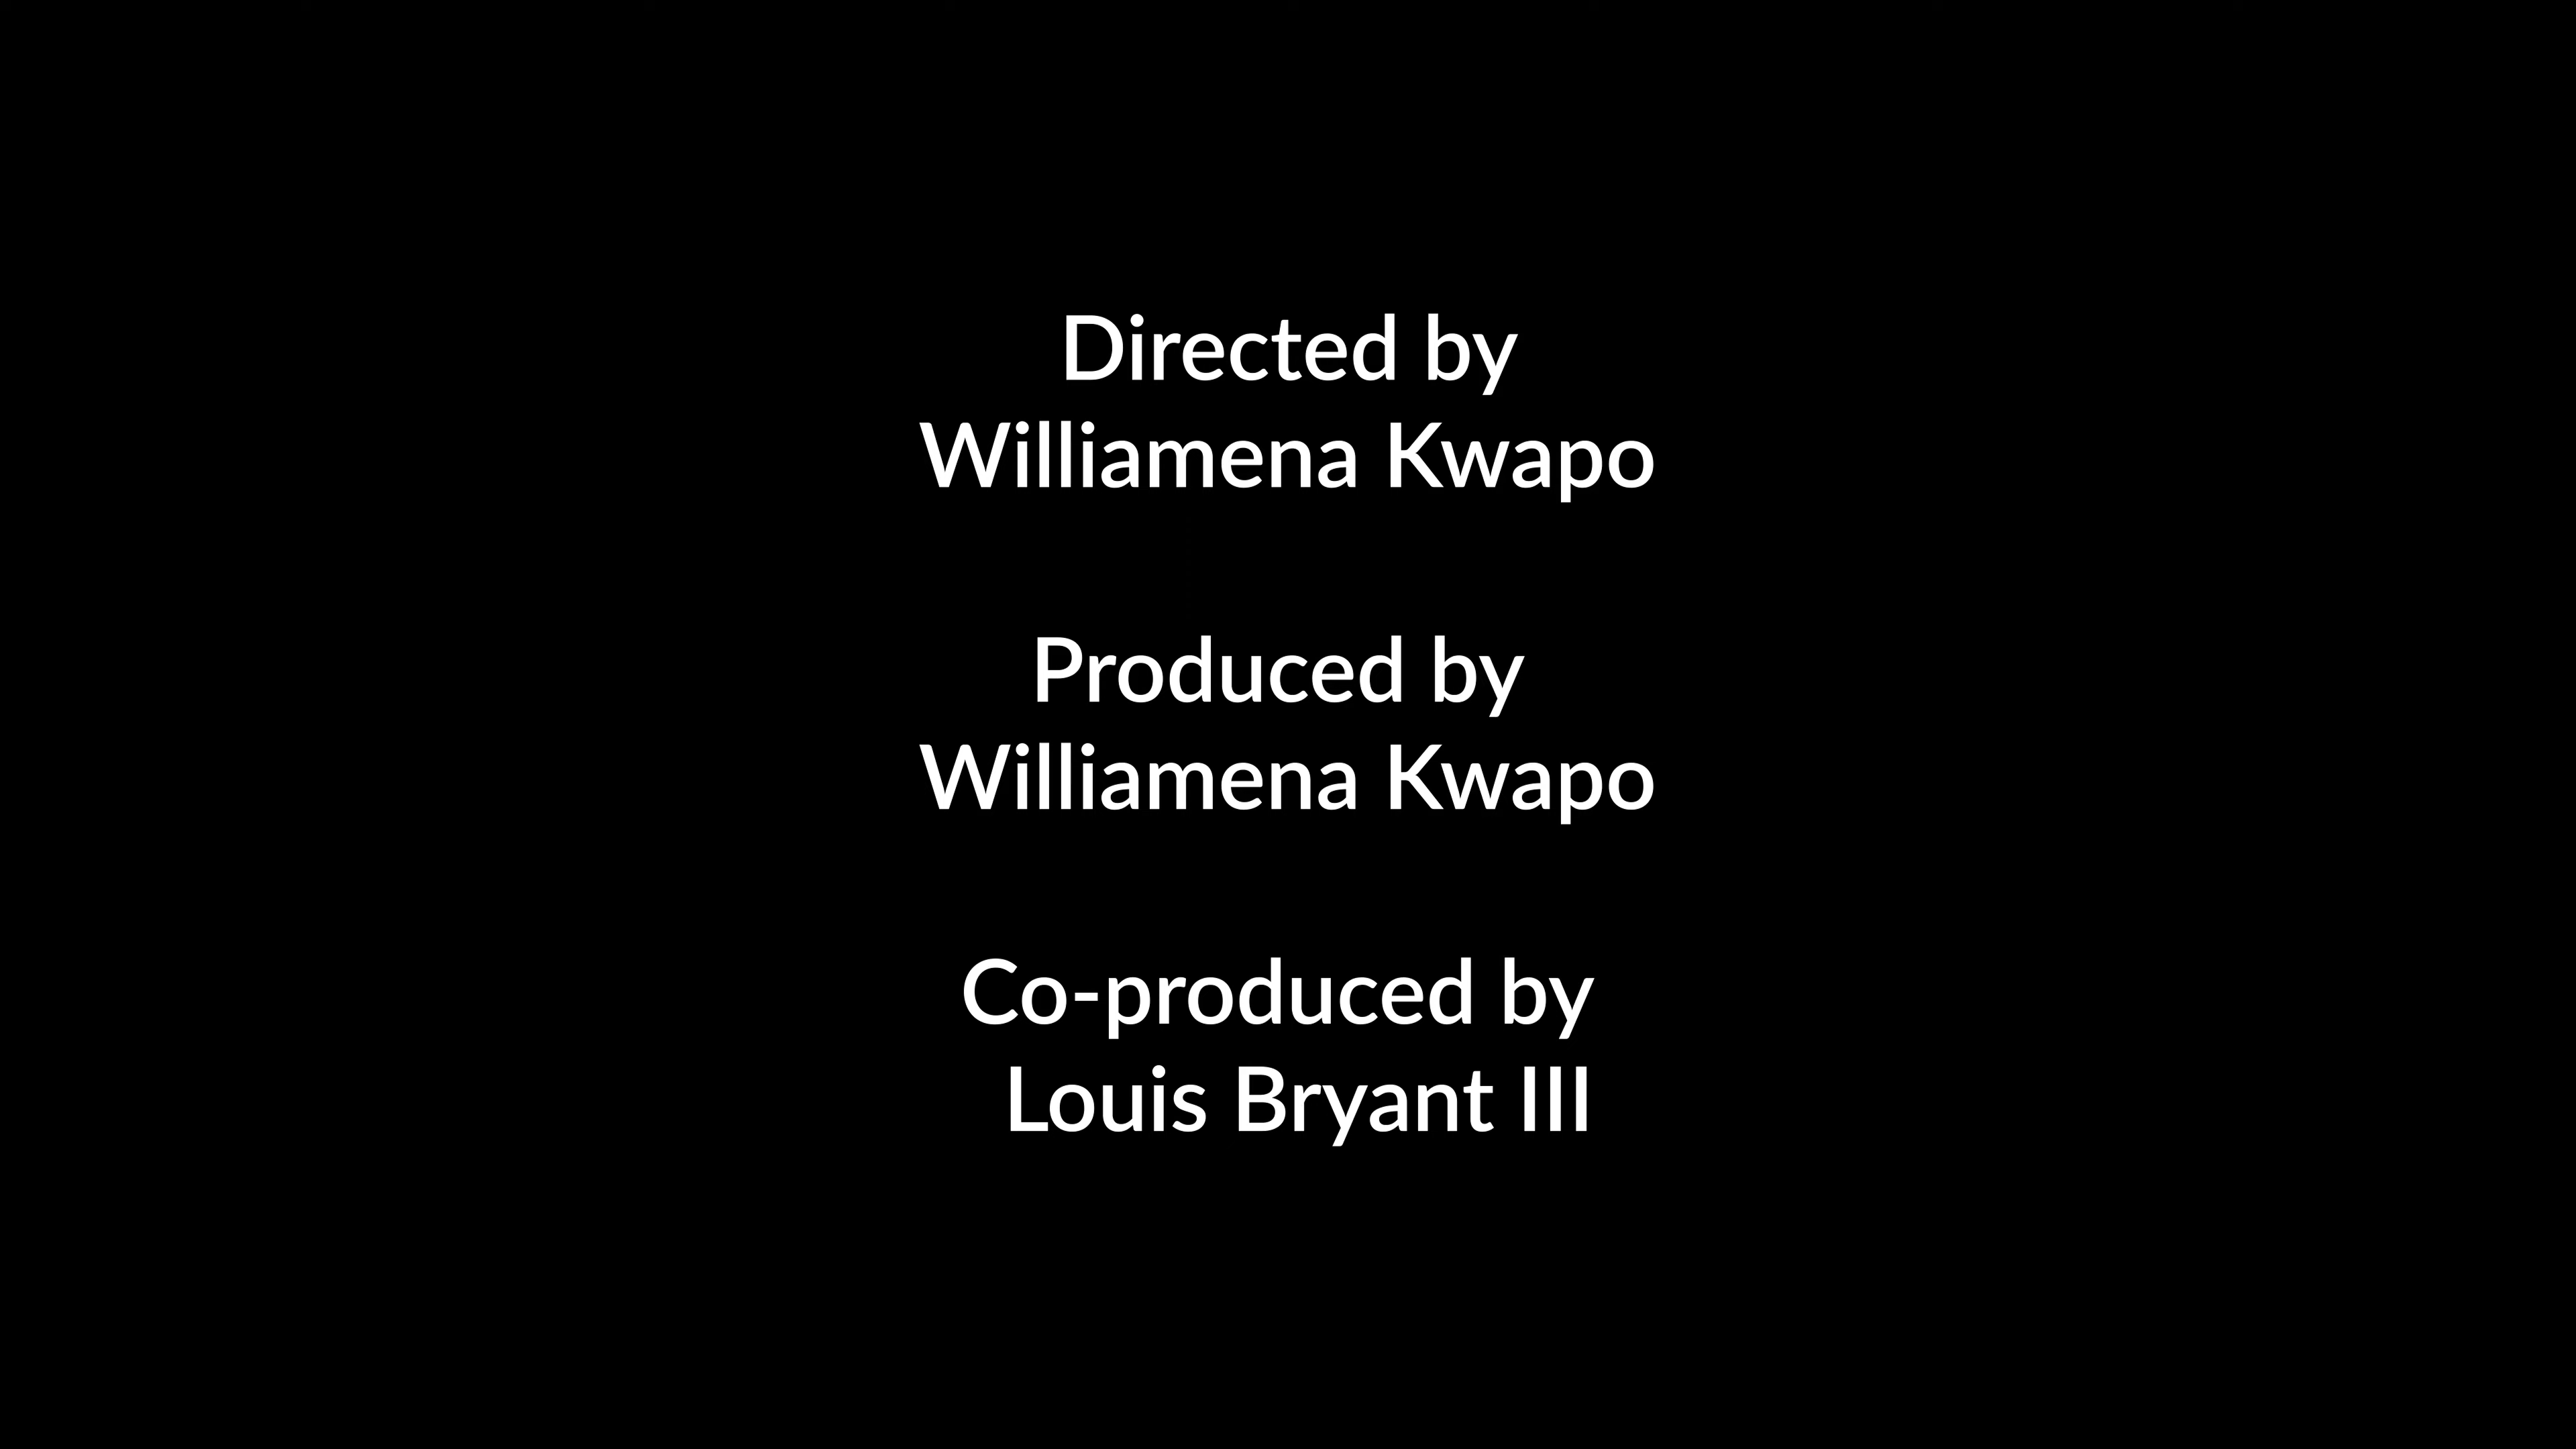 Directed by
Williamena Kwapo
Produced by
Williamena Kwapo
Co-produced by
Louis Bryant III